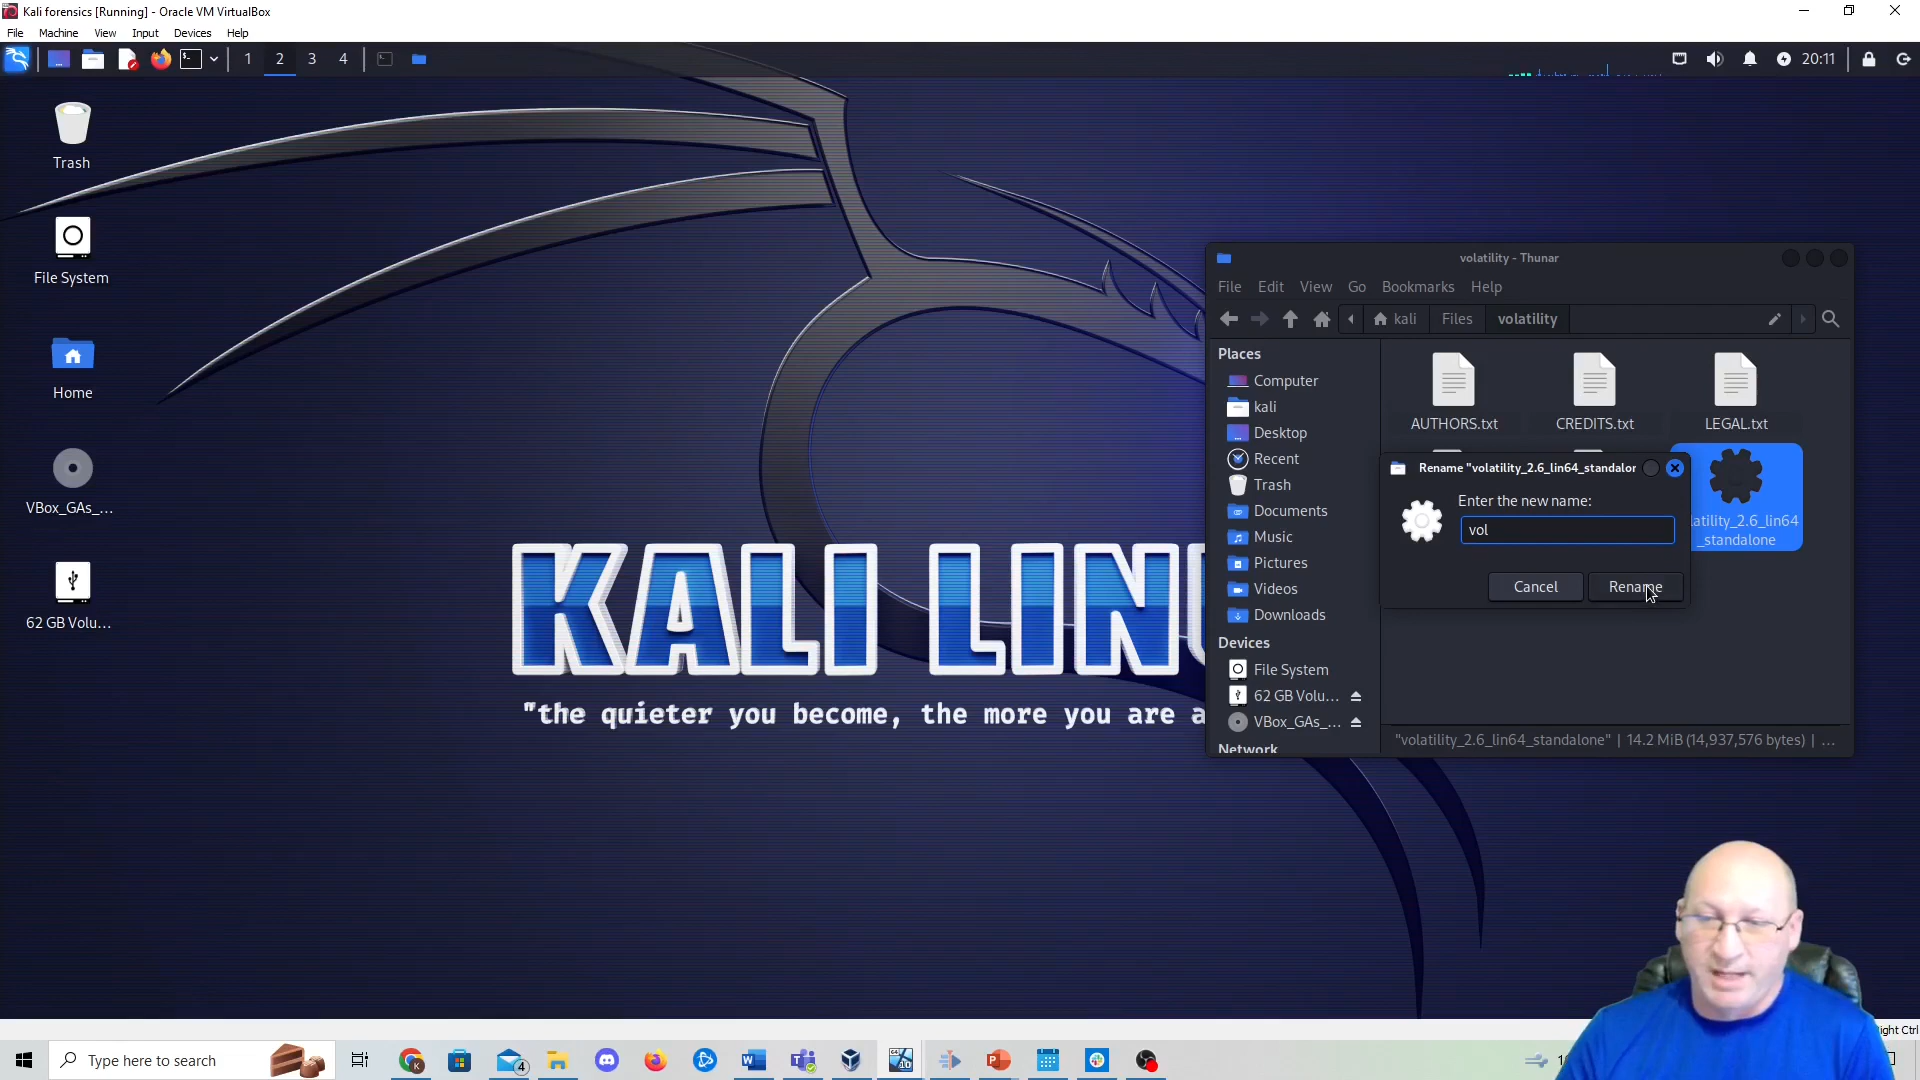 Kali forensics [Running] - Oracle VM VirtualBox
File Machine View Input Devices Help
1 2 3 4
20:11
Trash
File System
Home
VBox_GAs_...
62 GB Volu...
KALI
"the quieter you become, the more you are a
volatility - Thunar
File Edit View Go Bookmarks Help
kali Files volatility
Places
Computer
kali
Desktop
Recent
Trash
Documents
Music
Pictures
Videos
Downloads
Devices
File System
62 GB Volu...
VBox_GAs_...
Network
AUTHORS.txt CREDITS.txt LEGAL.txt
atility_2.6_lin64
_standalone
Rename "volatility_2.6_lin64_standalor
Enter the new name:
vol
Cancel Rename
"volatility_2.6_lin64_standalone" | 14.2 MiB (14,937,576 bytes) | ...
ight Ctrl
Type here to search
4